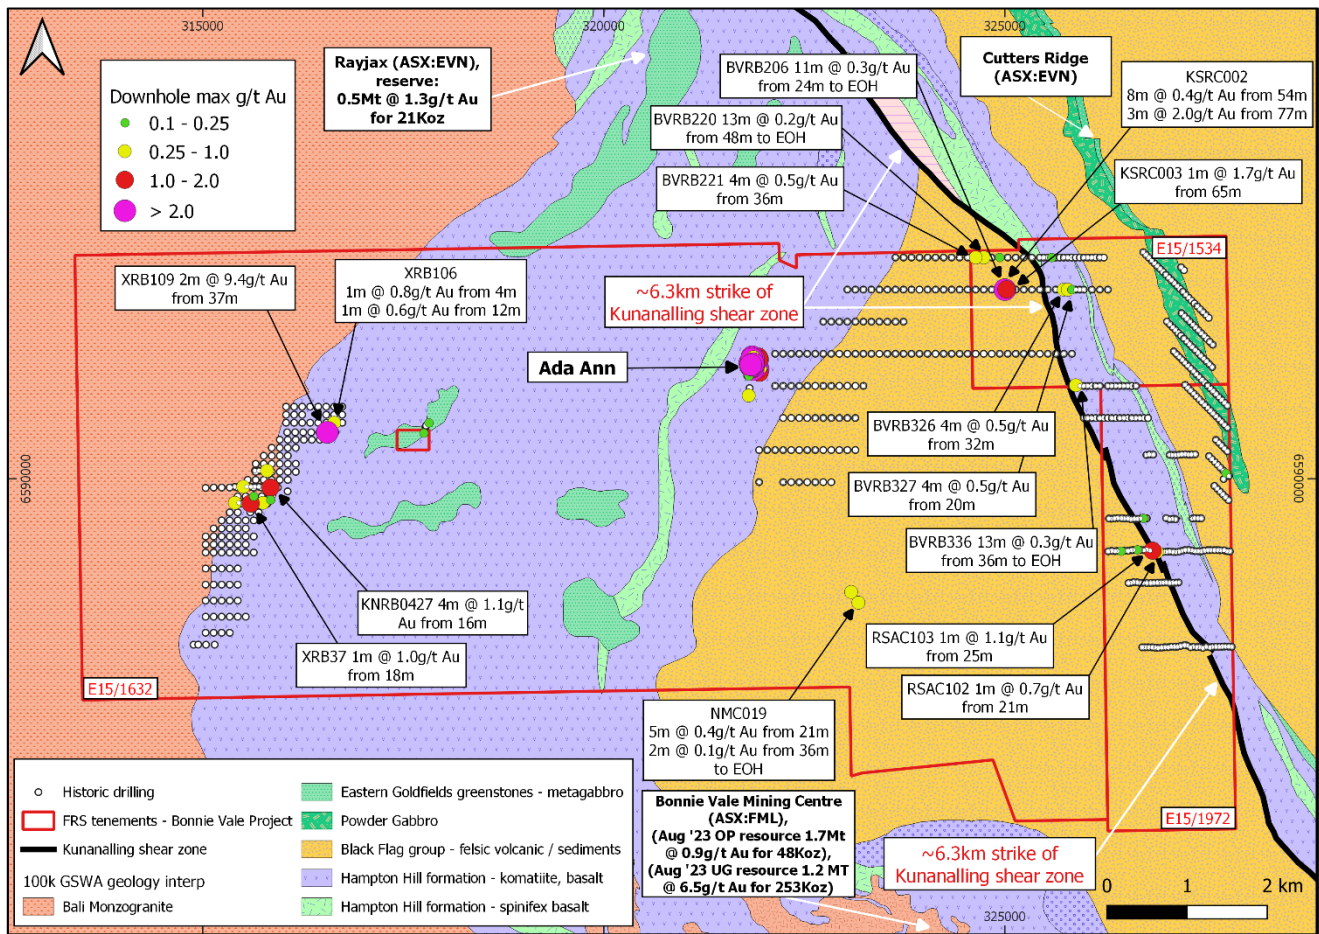 315000
320000
325000
Rayjax (ASX:EVN),
reserve:
0.5Mt @ 1.3g/t Au
for 21Koz
BVRB206 11m @ 0.3g/t Au
from 24m to EOH
Cutters Ridge
(ASX:EVN)
KSRC002
8m @ 0.4g/t Au from 54m
3m @ 2.0g/t Au from 77m
Downhole max g/t Au
0.1 - 0.25
0.25 - 1.0
1.0 - 2.0
> 2.0
BVRB220 13m @ 0.2g/t Au
from 48m to EOH
BVRB221 4m @ 0.5g/t Au
from 36m
KSRC003 1m @ 1.7g/t Au
from 65m
E15/1534
XRB109 2m @ 9.4g/t Au
from 37m
XRB106
1m @ 0.8g/t Au from 4m
1m @ 0.6g/t Au from 12m
~6.3km strike of
Kunanalling shear zone
Ada Ann
6590000
6590000
BVRB326 4m @ 0.5g/t Au
from 32m
BVRB327 4m @ 0.5g/t Au
from 20m
BVRB336 13m @ 0.3g/t Au
from 36m to EOH
KNRB0427 4m @ 1.1g/t
Au from 16m
XRB37 1m @ 1.0g/t Au
from 18m
RSAC103 1m @ 1.1g/t Au
from 25m
RSAC102 1m @ 0.7g/t Au
from 21m
E15/1632
NMC019
5m @ 0.4g/t Au from 21m
2m @ 0.1g/t Au from 36m
to EOH
Bonnie Vale Mining Centre
(ASX:FML),
(Aug '23 OP resource 1.7Mt
@ 0.9g/t Au for 48Koz),
(Aug '23 UG resource 1.2 MT
@ 6.5g/t Au for 253Koz)
E15/1972
~6.3km strike of
Kunanalling shear zone
Historic drilling
FRS tenements - Bonnie Vale Project
Kunanalling shear zone
100k GSWA geology interp
Bali Monzogranite
Eastern Goldfields greenstones - metagabbro
Powder Gabbro
Black Flag group - felsic volcanic / sediments
Hampton Hill formation - komatiite, basalt
Hampton Hill formation - spinifex basalt
0 1 2 km
325000